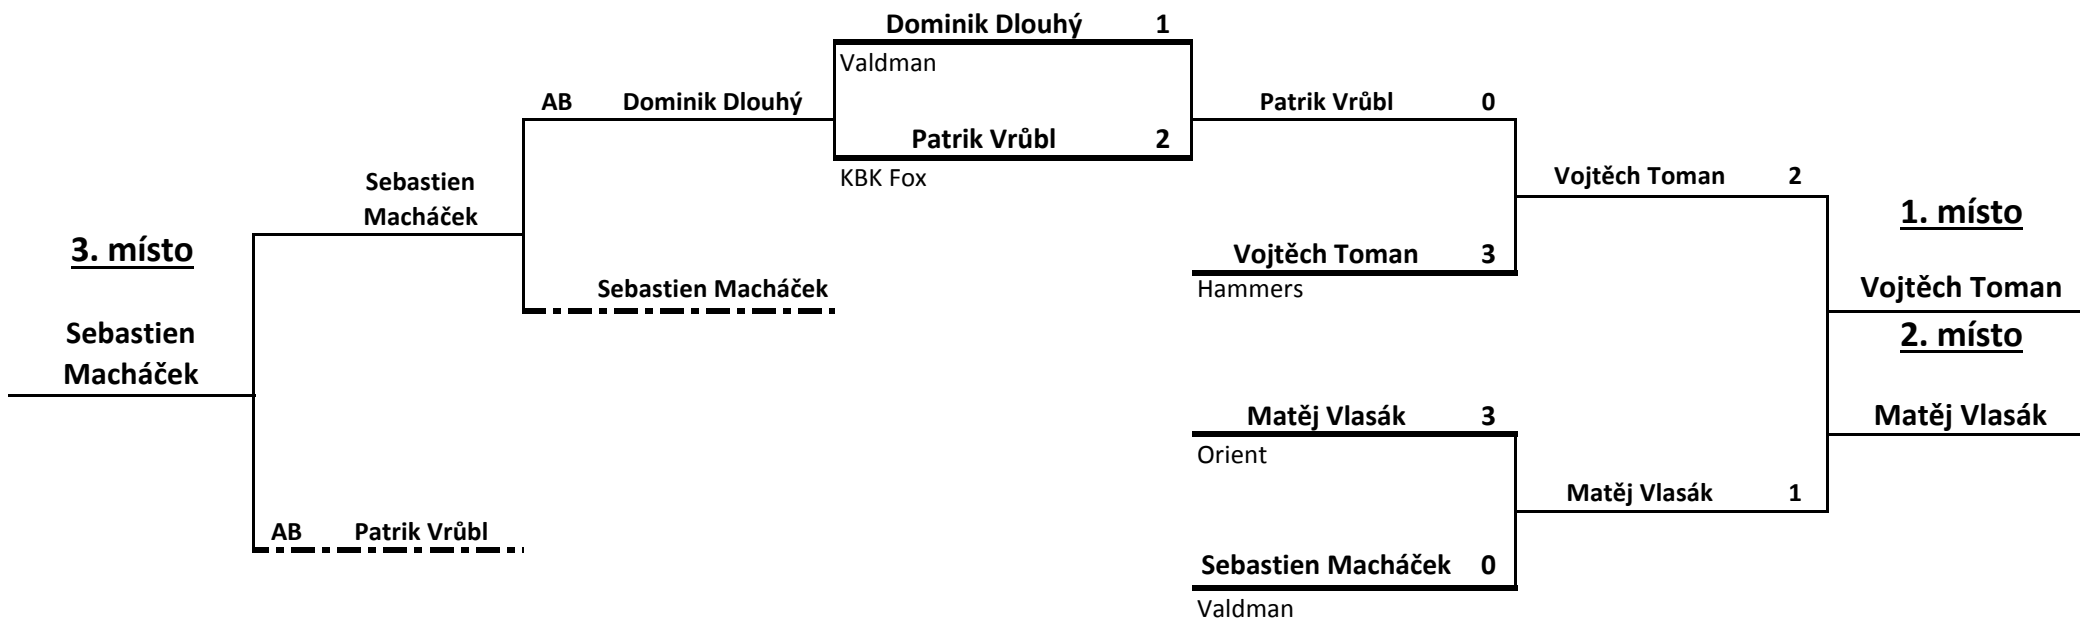 Dominik Dlouhý 1
Valdman
AB Dominik Dlouhý
Patrik Vrůbl 0
Patrik Vrůbl 2
KBK Fox
Sebastien
Macháček
Vojtěch Toman 2
1. místo
3. místo
Vojtěch Toman 3
Hammers
Sebastien Macháček
Vojtěch Toman
Sebastien
Macháček
2. místo
Matěj Vlasák 3
Orient
Matěj Vlasák
Matěj Vlasák 1
AB Patrik Vrůbl
Sebastien Macháček 0
Valdman